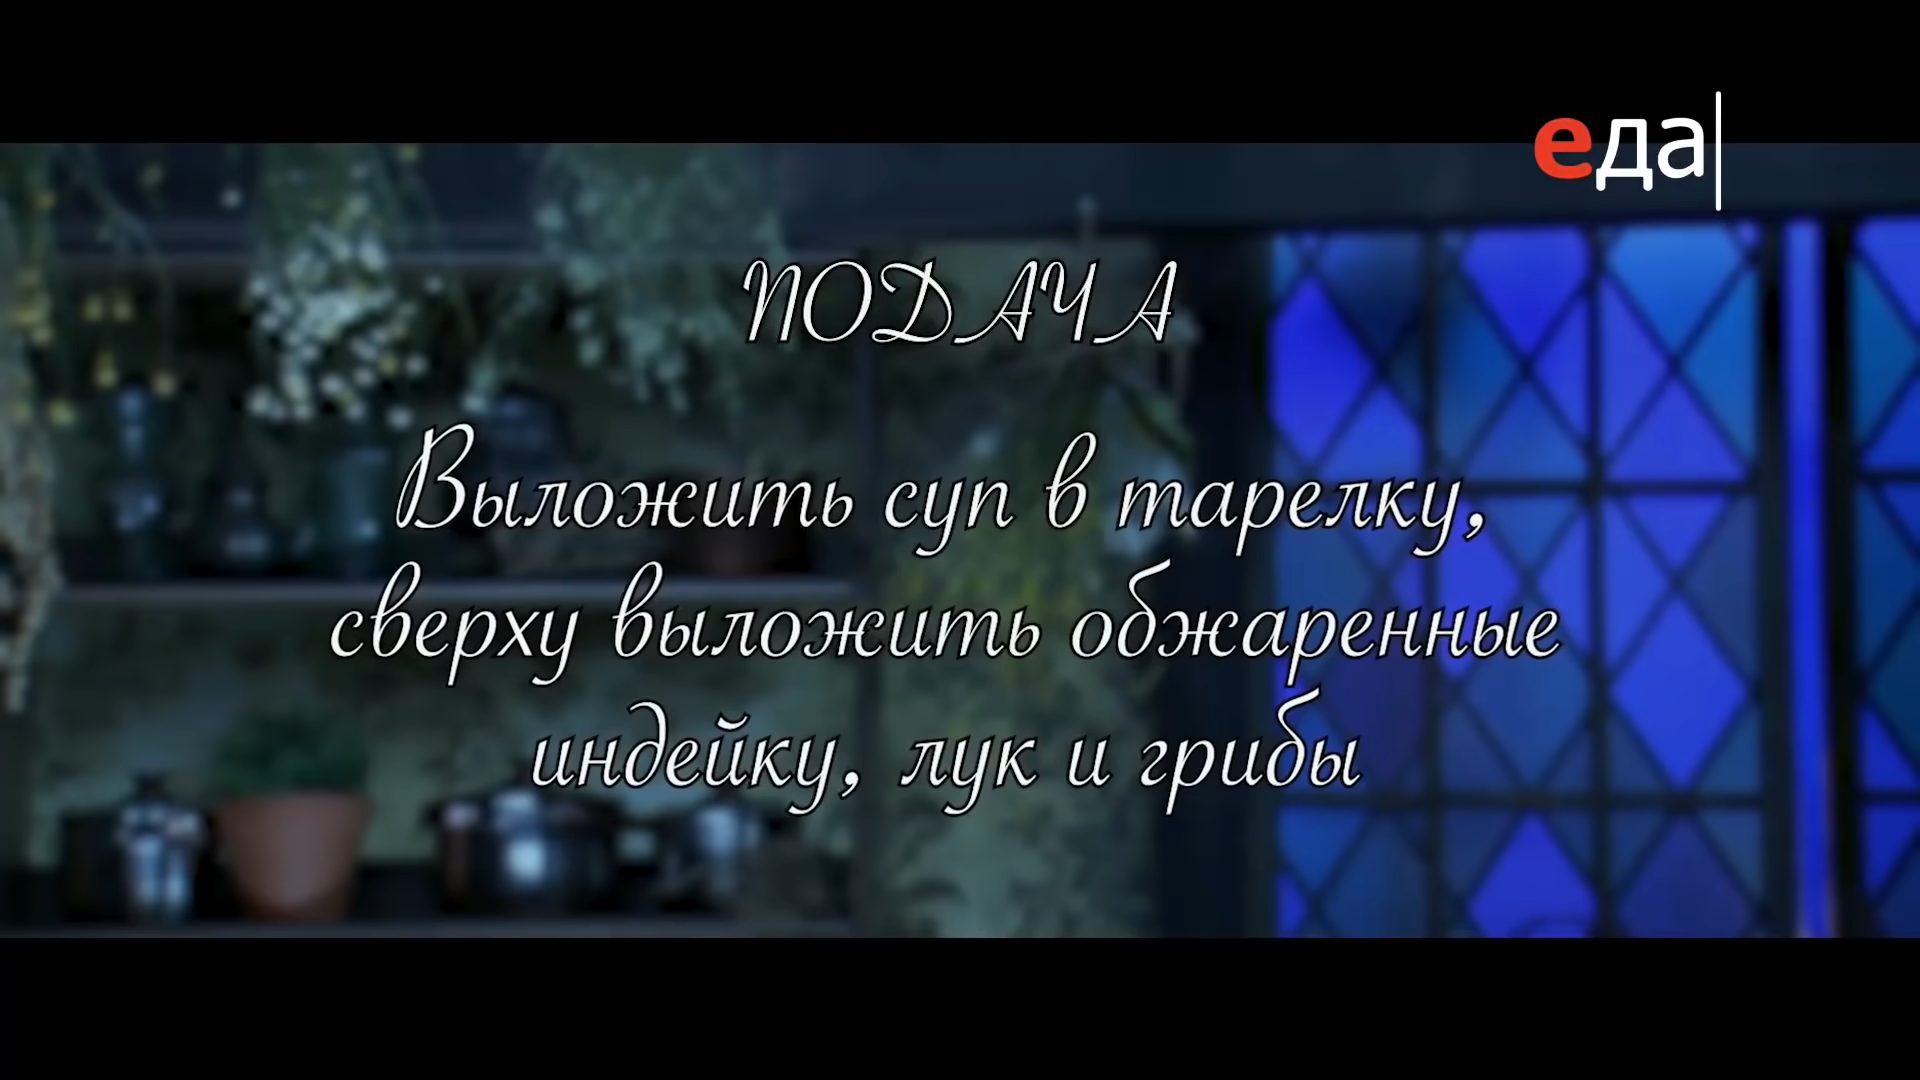 еда
ПОДАЧА
Выложить суп в тарелку,
сверху выложить обжаренные
индейку, лук и грибы